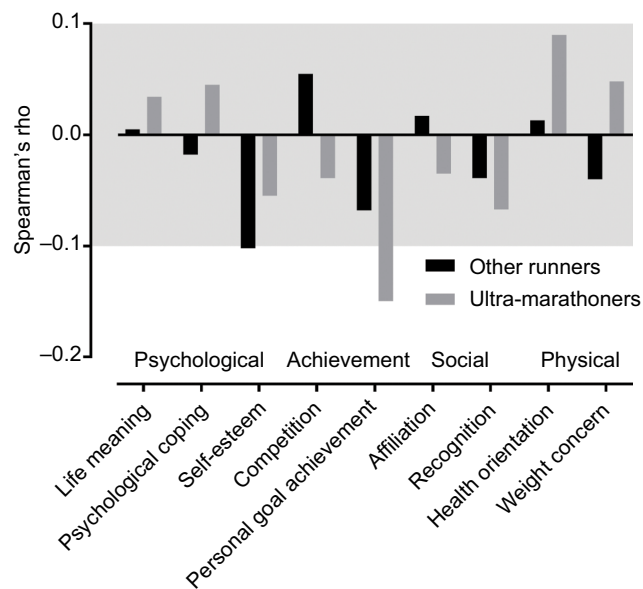 Spearman's rho
0.1
0.0
–0.1
–0.2
Other runners
Ultra-marathoners
Psychological
Achievement
Social
Physical
Life meaning
Psychological coping
Self-esteem
Competition
Personal goal achievement
Affiliation
Recognition
Health orientation
Weight concern